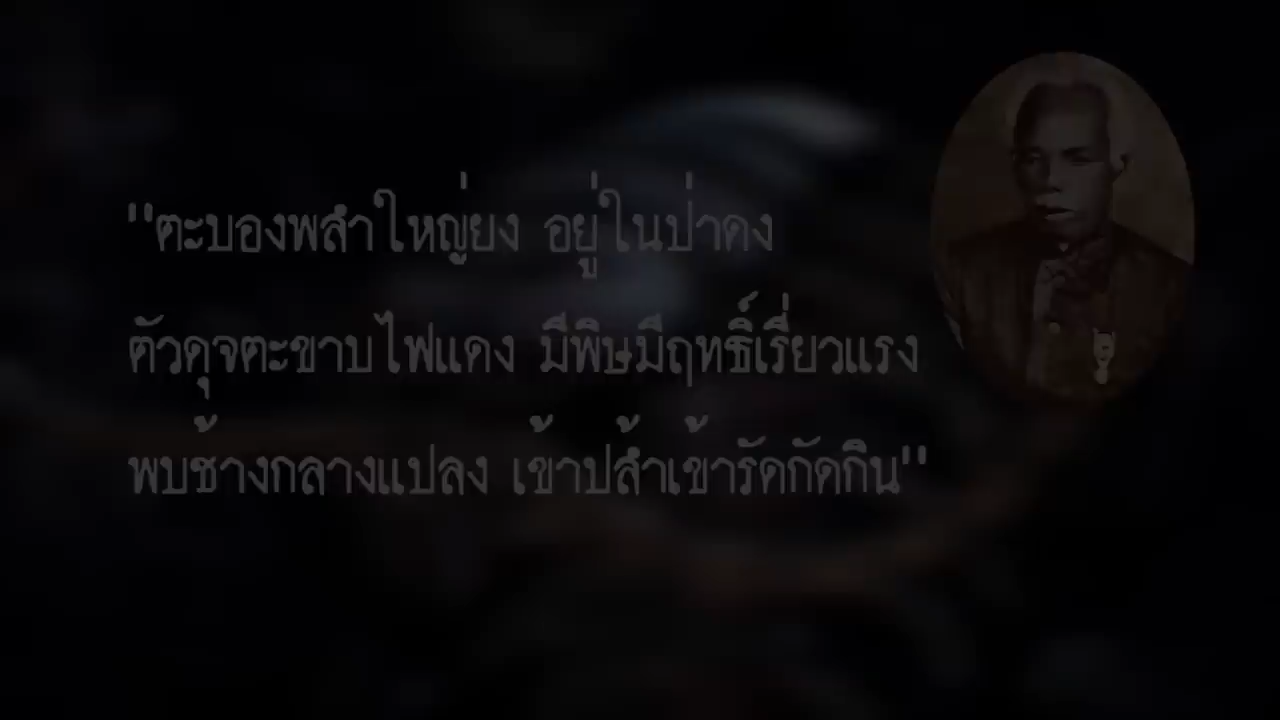 "ตะบองพสำใหญ่ยง อยู่ในป่าดง
ตัวดุจตะขาบไฟแดง มีพิษมีฤทธิ์เรี่ยวแรง
พบช้างกลางแปลง เข้าปล้ำเข้ารัดกัดกิน"